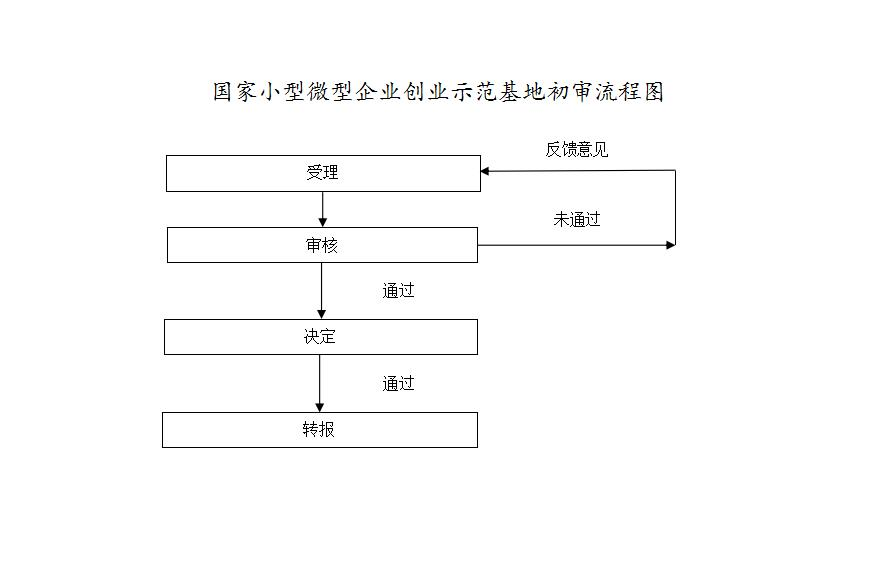 国家小型微型企业创业示范基地初审流程图
反馈意见
受理
未通过
审核
通过
决定
通过
转报